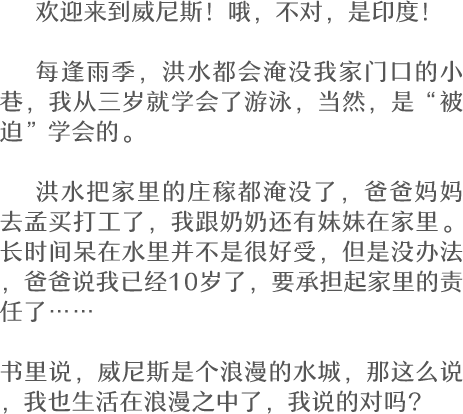 欢迎来到威尼斯！哦，不对，是印度！
每逢雨季，洪水都会淹没我家门口的小
巷，我从三岁就学会了游泳，当然，是“被
迫”学会的。
洪水把家里的庄稼都淹没了，爸爸妈妈
去孟买打工了，我跟奶奶还有妹妹在家里。
长时间呆在水里并不是很好受，但是没办法
，爸爸说我已经10岁了，要承担起家里的责
任了……
书里说，威尼斯是个浪漫的水城，那这么说
，我也生活在浪漫之中了，我说的对吗？